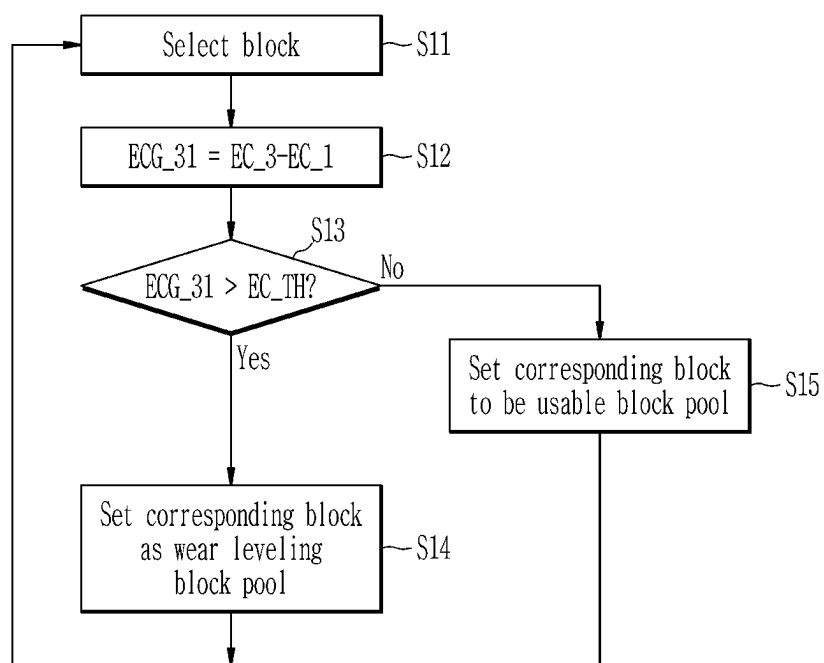 Select block
S11
ECG_31 = EC_3-EC_1
S12
S13
ECG_31 > EC_TH?
No
Yes
Set corresponding block
to be usable block pool
S15
Set corresponding block
as wear leveling
block pool
S14